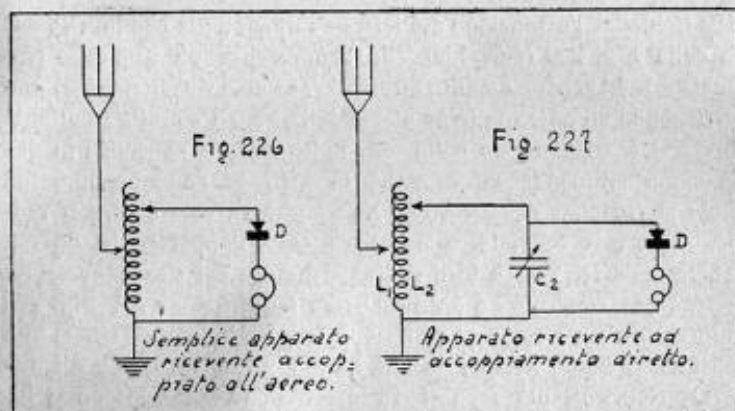 Fig. 226
D
Semplice apparato
ricevente accop=
piato all'aereo.
Fig. 227
L1 L2
C2
D
Apparato ricevente ad
accoppiamento diretto.